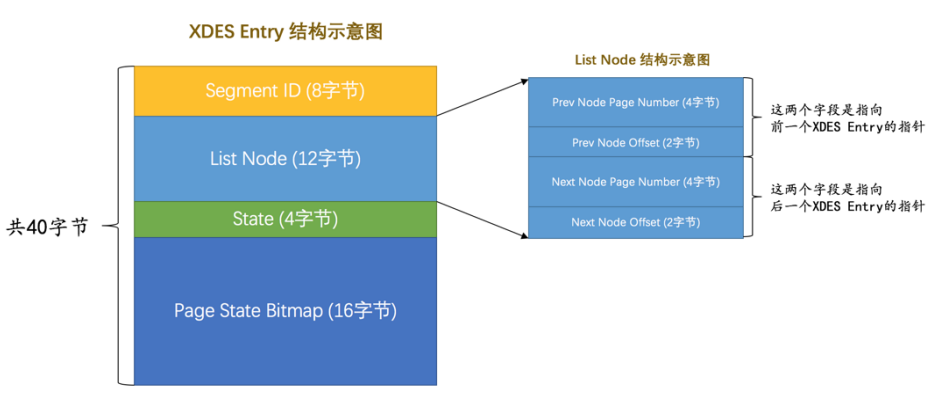 XDES Entry 结构示意图
Segment ID (8字节)
List Node (12字节)
State (4字节)
Page State Bitmap (16字节)
共40字节
List Node 结构示意图
Prev Node Page Number (4字节)
Prev Node Offset (2字节)
Next Node Page Number (4字节)
Next Node Offset (2字节)
这两个字段是指向
前一个XDES Entry的指针
这两个字段是指向
后一个XDES Entry的指针